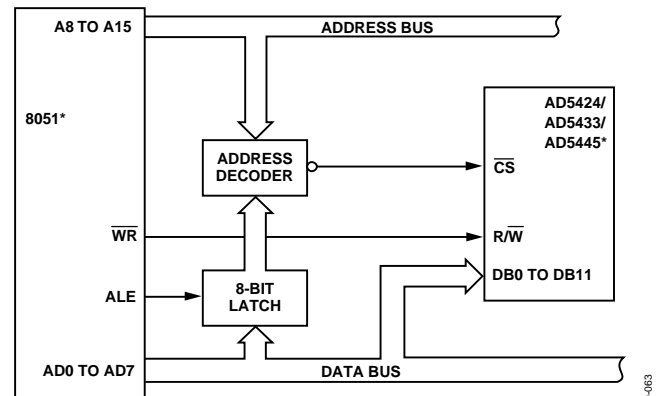 A8 TO A15
ADDRESS BUS
8051*
AD5424/
AD5433/
AD5445*
ADDRESS
DECODER
CS
WR
R/W
DB0 TO DB11
8-BIT
LATCH
ALE
AD0 TO AD7
DATA BUS
-063